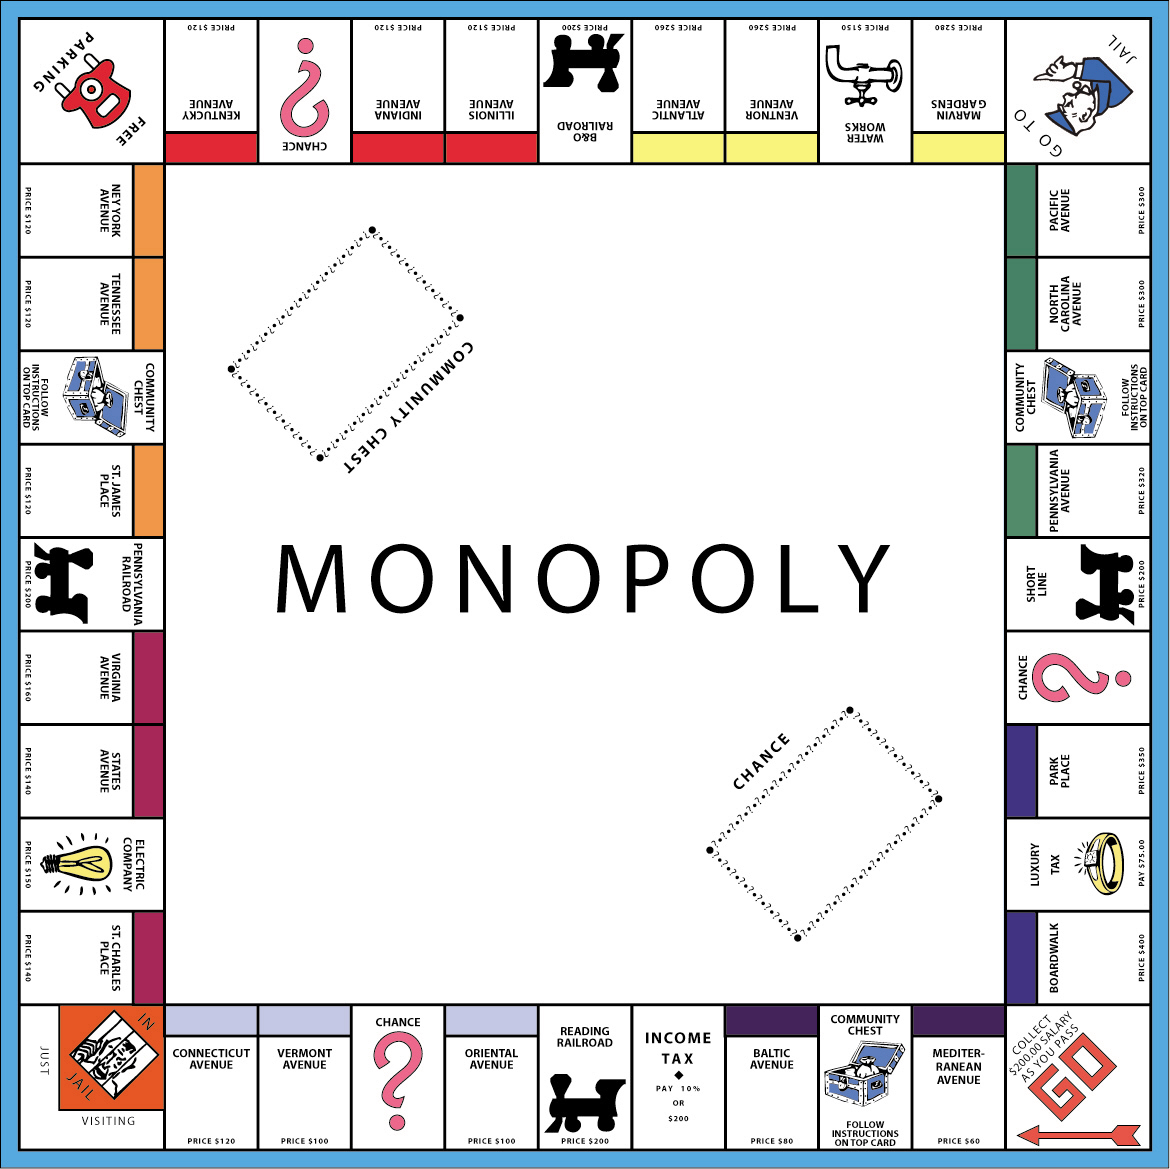 FREE
PARKING
KENTUCKY
AVENUE
PRICE $120
CHANCE
INDIANA
AVENUE
PRICE $120
ILLINOIS
AVENUE
PRICE $120
B&O
RAILROAD
PRICE $200
ATLANTIC
AVENUE
PRICE $260
VENTNOR
AVENUE
PRICE $260
WATER
WORKS
PRICE $150
MARVIN
GARDENS
PRICE $280
GO TO
JAIL
NEY YORK
AVENUE
PRICE $120
TENNESSEE
AVENUE
PRICE $120
COMMUNITY
CHEST
FOLLOW
INSTRUCTIONS
ON TOP CARD
ST. JAMES
PLACE
PRICE $120
PENNSYLVANIA
RAILROAD
PRICE $200
VIRGINIA
AVENUE
PRICE $160
STATES
AVENUE
PRICE $140
ELECTRIC
COMPANY
PRICE $150
ST. CHARLES
PLACE
PRICE $140
COMMUNITY CHEST
MONOPOLY
CHANCE
PACIFIC
AVENUE
PRICE $300
NORTH
CAROLINA
AVENUE
PRICE $300
COMMUNITY
CHEST
FOLLOW
INSTRUCTIONS
ON TOP CARD
PENNSYLVANIA
AVENUE
PRICE $320
SHORT
LINE
PRICE $200
CHANCE
PARK
PLACE
PRICE $350
LUXURY
TAX
PAY $75.00
BOARDWALK
PRICE $400
IN
JAIL
JUST
VISITING
CONNECTICUT
AVENUE
PRICE $120
VERMONT
AVENUE
PRICE $100
CHANCE
ORIENTAL
AVENUE
PRICE $100
READING
RAILROAD
PRICE $200
INCOME
TAX
PAY 10%
OR
$200
BALTIC
AVENUE
PRICE $80
COMMUNITY
CHEST
FOLLOW
INSTRUCTIONS
ON TOP CARD
MEDITER-
RANEAN
AVENUE
PRICE $60
COLLECT
$200.00 SALARY
AS YOU PASS
GO